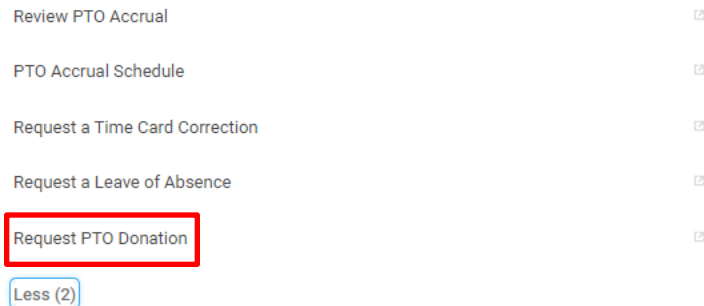 Review PTO Accrual
PTO Accrual Schedule
Request a Time Card Correction
Request a Leave of Absence
Request PTO Donation
Less (2)